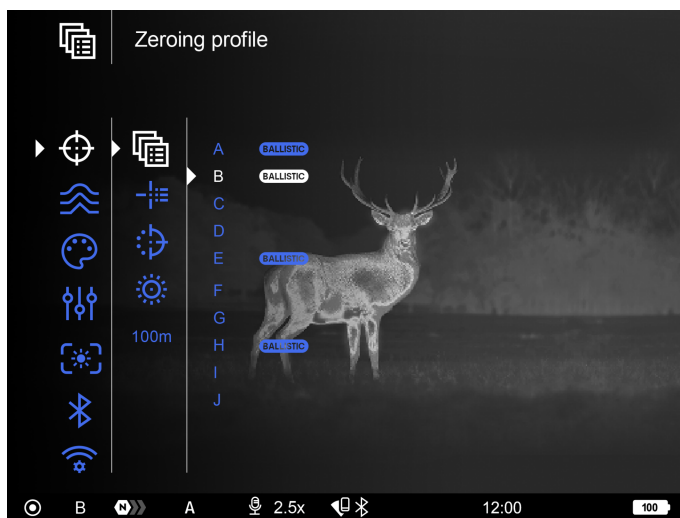 Zeroing profile
A BALLISTIC
B BALLISTIC
C
D
E BALLISTIC
F
G
100m
H BALLISTIC
I
J
B N A 2.5x 12:00 100